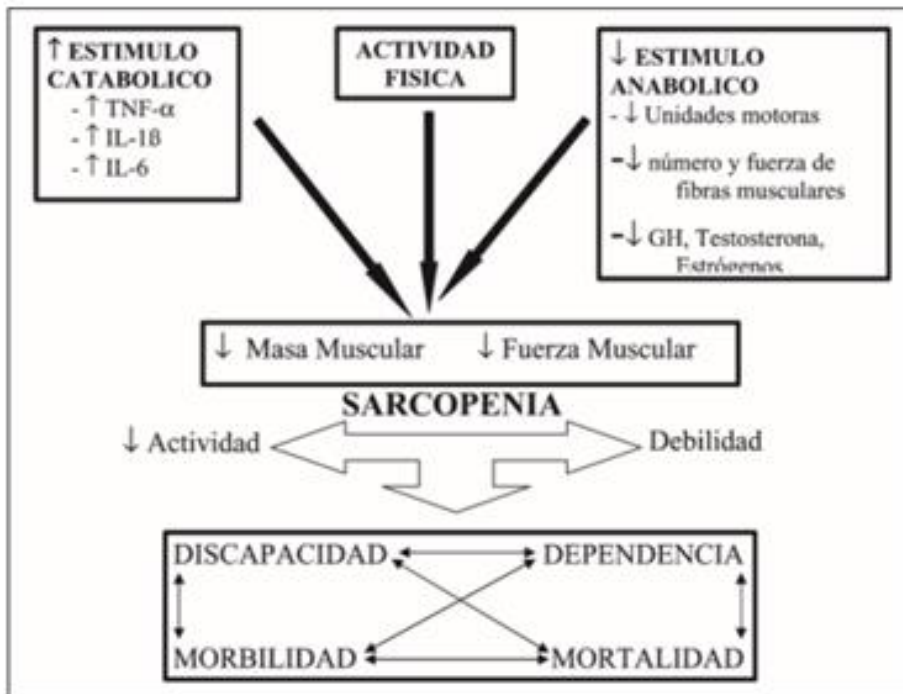 ↑ ESTIMULO
CATABOLICO
- ↑ TNF-α
- ↑ IL-1ß
- ↑ IL-6
ACTIVIDAD
FISICA
↓ ESTIMULO
ANABOLICO
- ↓ Unidades motoras
-↓ número y fuerza de
fibras musculares
-↓ GH, Testosterona,
Estrógenos
↓ Masa Muscular ↓ Fuerza Muscular
SARCOPENIA
↓ Actividad Debilidad
DISCAPACIDAD DEPENDENCIA
MORBILIDAD MORTALIDAD